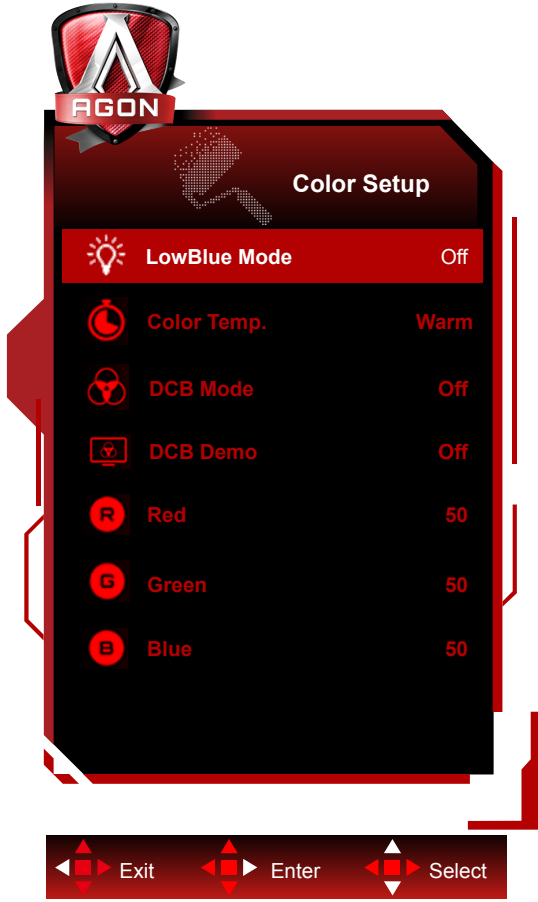 AGON
Color Setup
LowBlue Mode Off
Color Temp. Warm
DCB Mode Off
DCB Demo Off
R Red 50
G Green 50
B Blue 50
Exit Enter Select